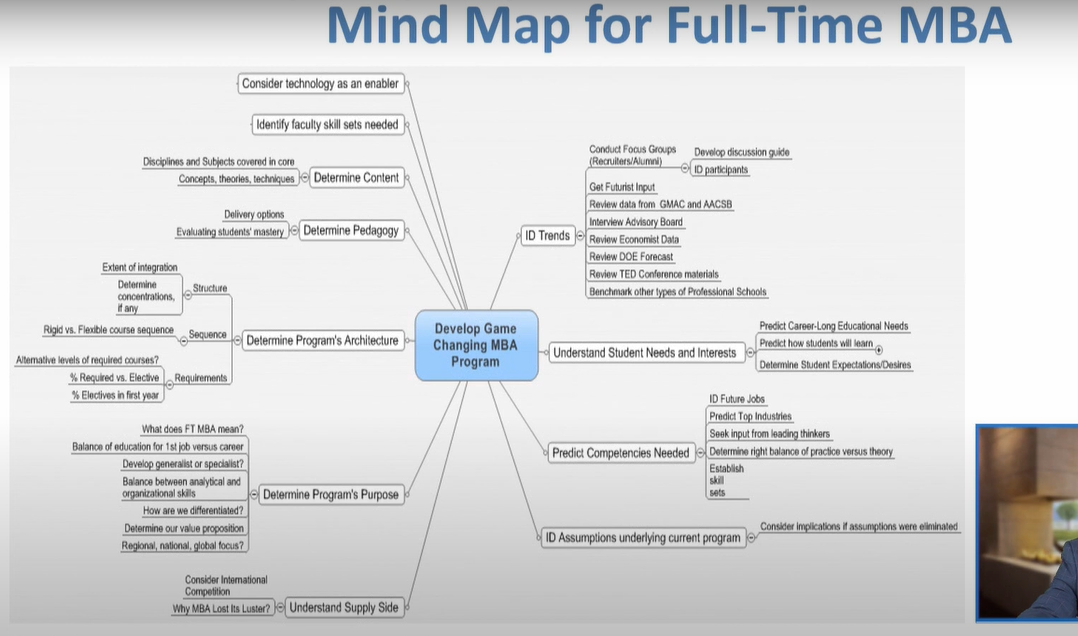 Mind Map for Full-Time MBA
Consider technology as an enabler
Identify faculty skill sets needed
Disciplines and Subjects covered in core
Concepts, theories, techniques
Determine Content
Delivery options
Evaluating students' mastery
Determine Pedagogy
Extent of integration
Determine
concentrations,
if any
Structure
Rigid vs. Flexible course sequence
Sequence
Alternative levels of required courses?
% Required vs. Elective
% Electives in first year
Requirements
Determine Program's Architecture
What does FT MBA mean?
Balance of education for 1st job versus career
Develop generalist or specialist?
Balance between analytical and
organizational skills
How are we differentiated?
Determine our value proposition
Regional, national, global focus?
Determine Program's Purpose
Consider International
Competition
Why MBA Lost Its Luster?
Understand Supply Side
Develop Game
Changing MBA
Program
ID Trends
Conduct Focus Groups
(Recruiters/Alumni)
Develop discussion guide
ID participants
Get Futurist Input
Review data from GMAC and AACSB
Interview Advisory Board
Review Economist Data
Review DOE Forecast
Review TED Conference materials
Benchmark other types of Professional Schools
Understand Student Needs and Interests
Predict Career-Long Educational Needs
Predict how students will learn
Determine Student Expectations/Desires
Predict Competencies Needed
ID Future Jobs
Predict Top Industries
Seek input from leading thinkers
Determine right balance of practice versus theory
Establish
skill
sets
ID Assumptions underlying current program
Consider implications if assumptions were eliminated